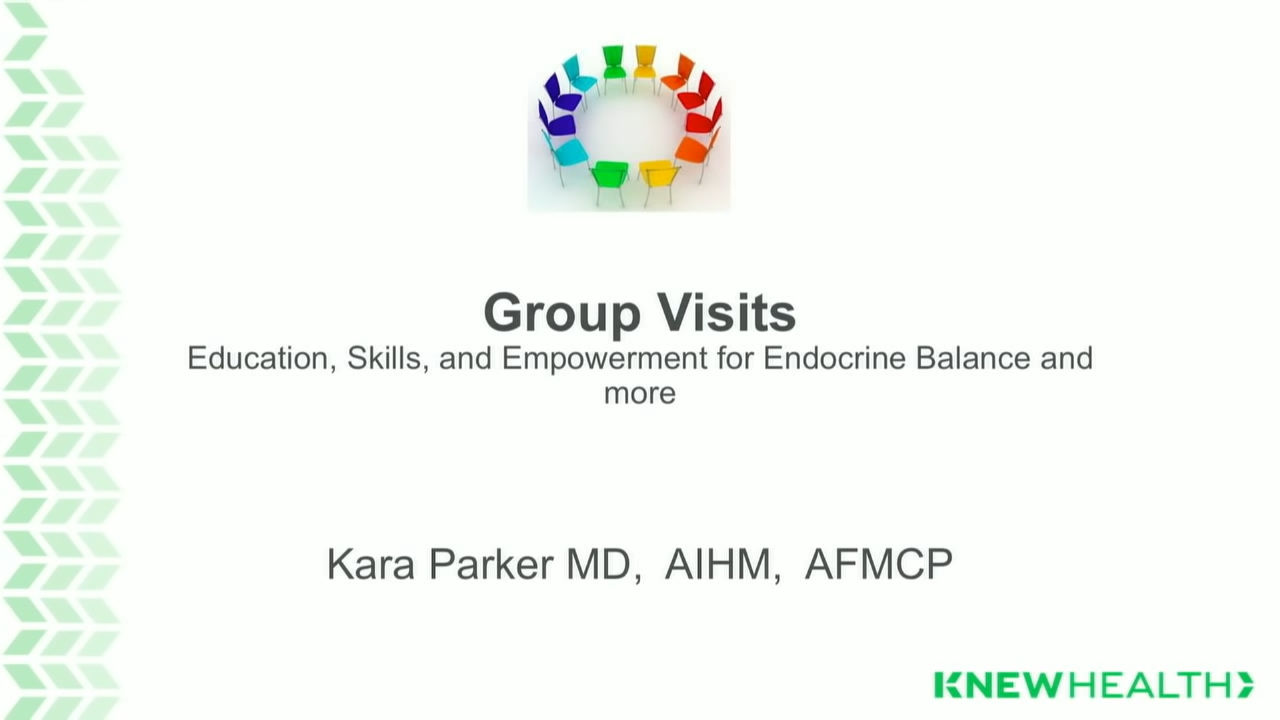 Group Visits
Education, Skills, and Empowerment for Endocrine Balance and
more
Kara Parker MD, AIHM, AFMCP
KNEWHEALTH